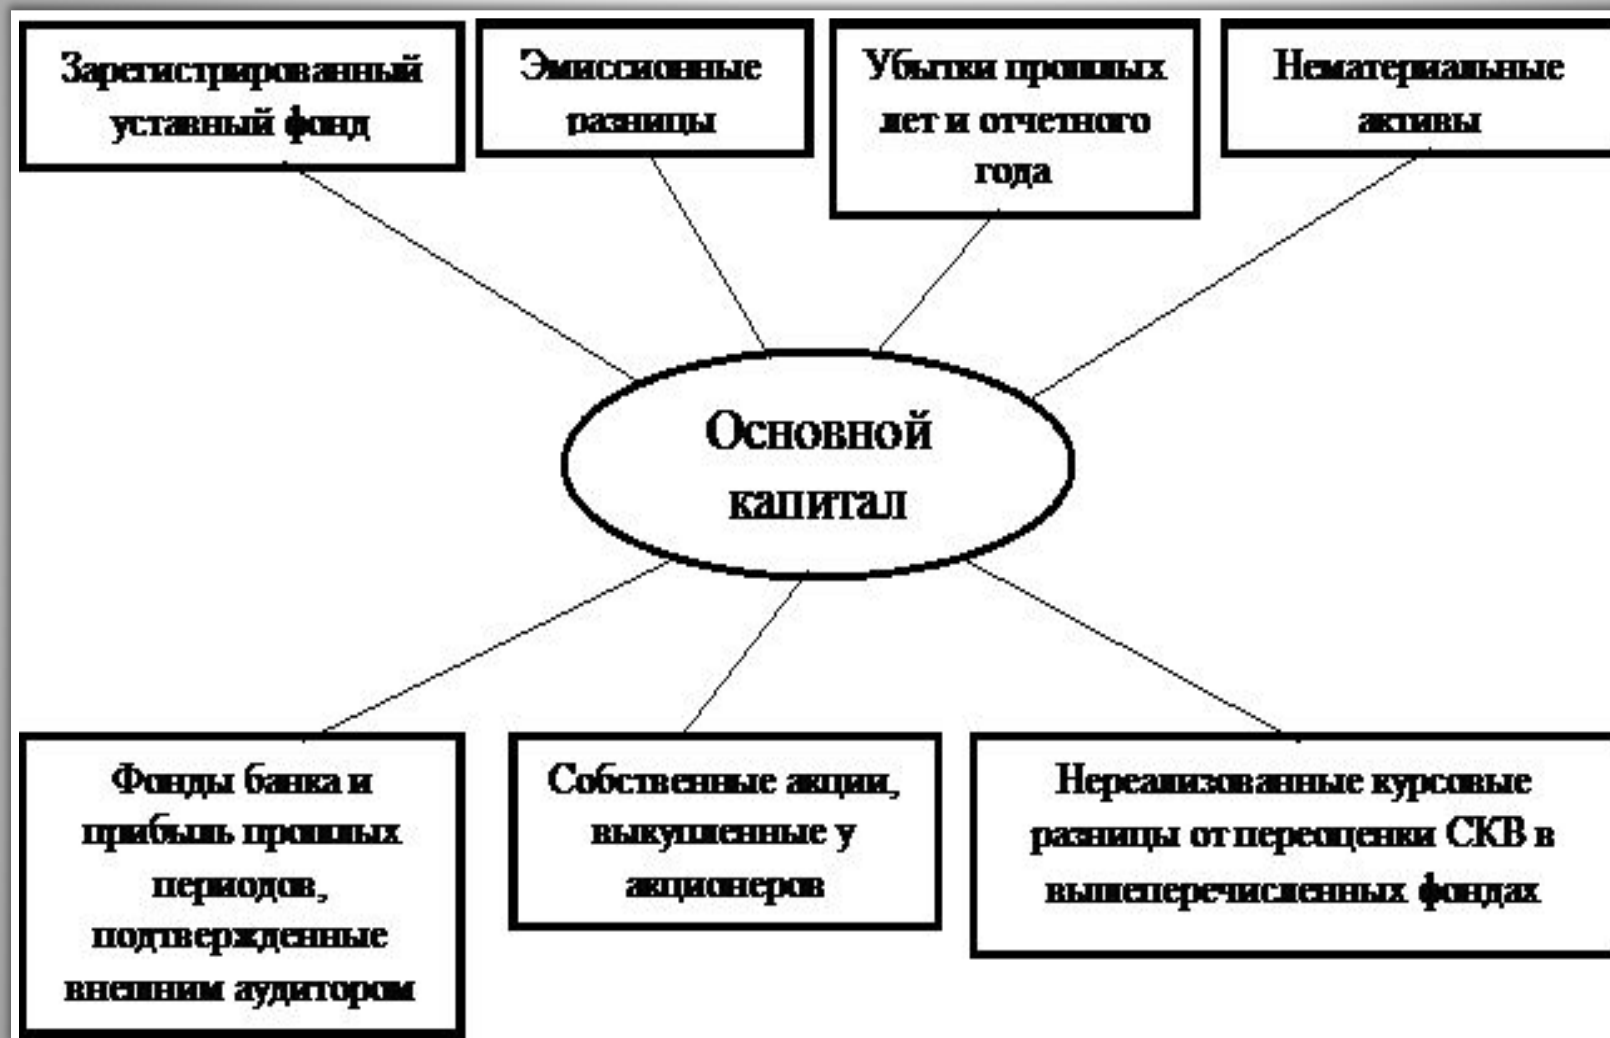 Зарегистрированный
уставный фонд
Эмиссионные
разницы
Убытки прошлых
лет и отчетного
года
Нематериальные
активы
Основной
капитал
Фонды банка и
прибыль прошлых
периодов,
подтвержденные
внешним аудитором
Собственные акции,
выкупленные у
акционеров
Нереализованные курсовые
разницы от переоценки СКВ в
вышеперечисленных фондах